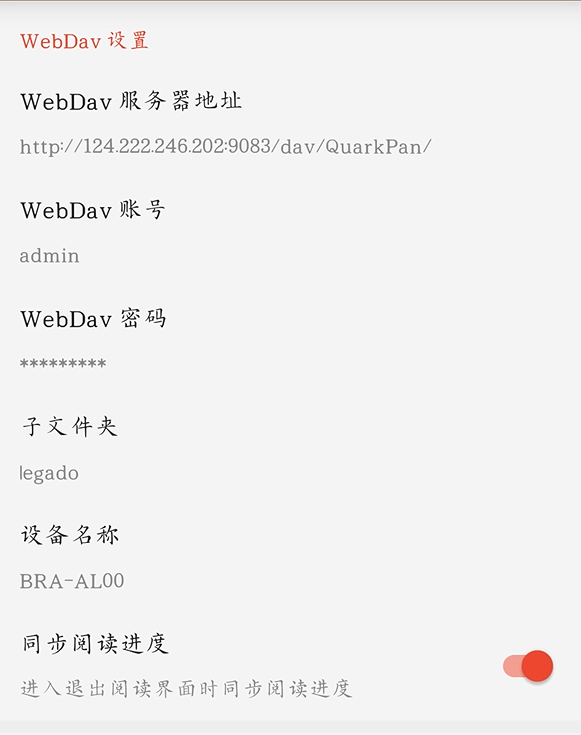 WebDav 设置
WebDav 服务器地址
http://124.222.246.202:9083/dav/QuarkPan/
WebDav 账号
admin
WebDav 密码
*********
子文件夹
legado
设备名称
BRA-AL00
同步阅读进度
进入退出阅读界面时同步阅读进度